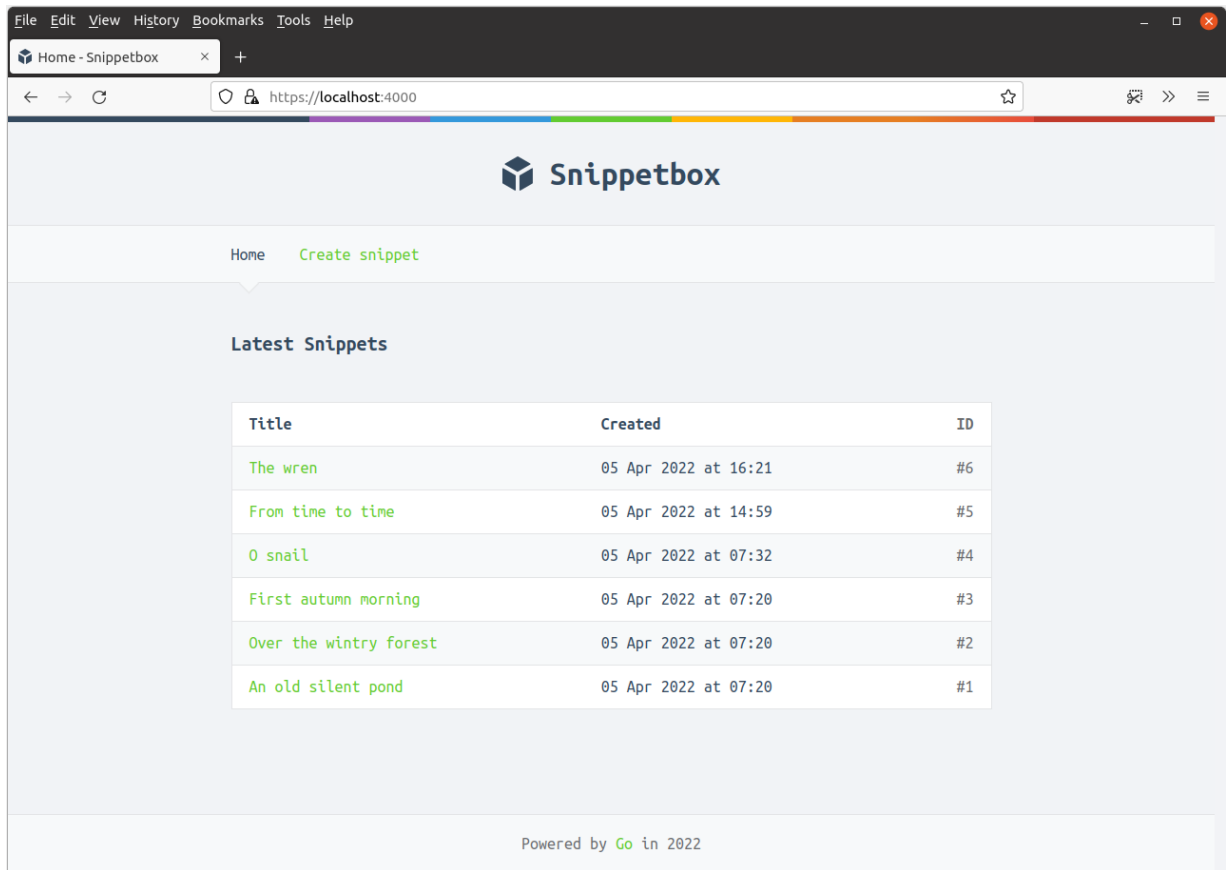 File Edit View History Bookmarks Tools Help
Home - Snippetbox
https://localhost:4000
Snippetbox
Home Create snippet
Latest Snippets
Title Created ID
The wren 05 Apr 2022 at 16:21 #6
From time to time 05 Apr 2022 at 14:59 #5
O snail 05 Apr 2022 at 07:32 #4
First autumn morning 05 Apr 2022 at 07:20 #3
Over the wintry forest 05 Apr 2022 at 07:20 #2
An old silent pond 05 Apr 2022 at 07:20 #1
Powered by Go in 2022